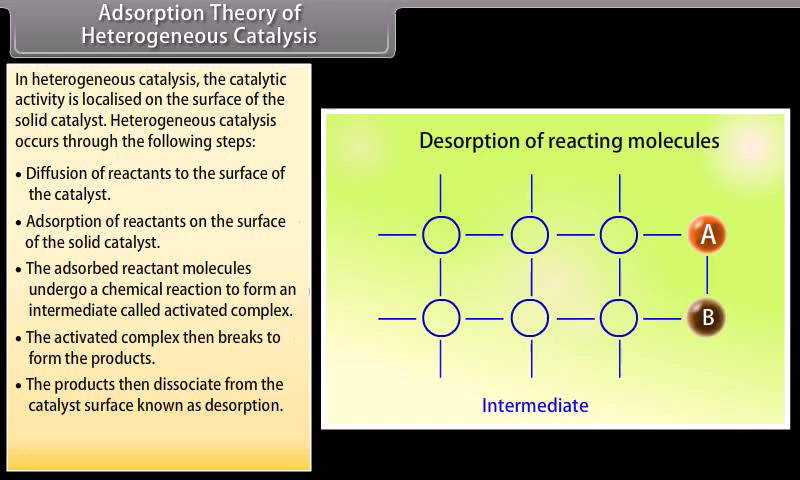 Adsorption Theory of
Heterogeneous Catalysis
In heterogeneous catalysis, the catalytic
activity is localised on the surface of the
solid catalyst. Heterogeneous catalysis
occurs through the following steps:
• Diffusion of reactants to the surface of
the catalyst.
• Adsorption of reactants on the surface
of the solid catalyst.
• The adsorbed reactant molecules
undergo a chemical reaction to form an
intermediate called activated complex.
• The activated complex then breaks to
form the products.
• The products then dissociate from the
catalyst surface known as desorption.
Desorption of reacting molecules
A
B
Intermediate